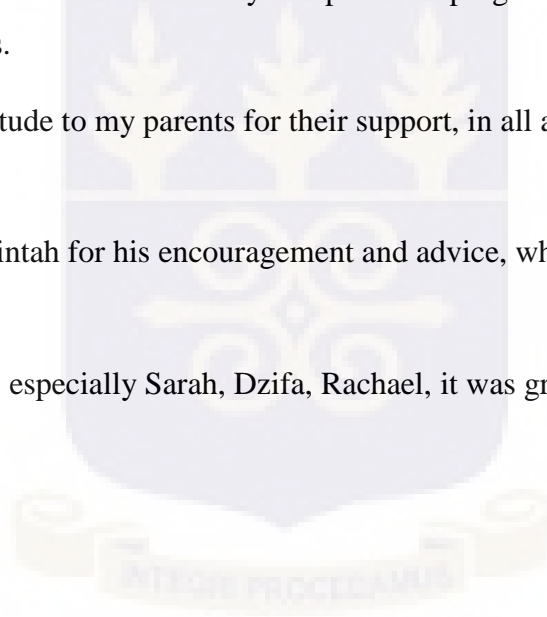 s.
tude to my parents for their support, in all a
intah for his encouragement and advice, wh
especially Sarah, Dzifa, Rachael, it was gr
INTEGRI PROCEDAMUS